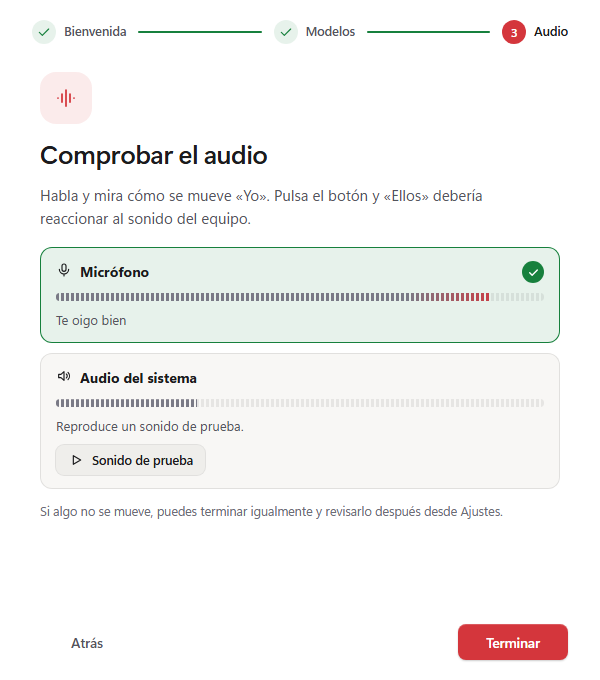 Bienvenida
Modelos
3 Audio
Comprobar el audio
Habla y mira cómo se mueve «Yo». Pulsa el botón y «Ellos» debería
reaccionar al sonido del equipo.
Micrófono
Te oigo bien
Audio del sistema
Reproduce un sonido de prueba.
Sonido de prueba
Si algo no se mueve, puedes terminar igualmente y revisarlo después desde Ajustes.
Atrás
Terminar